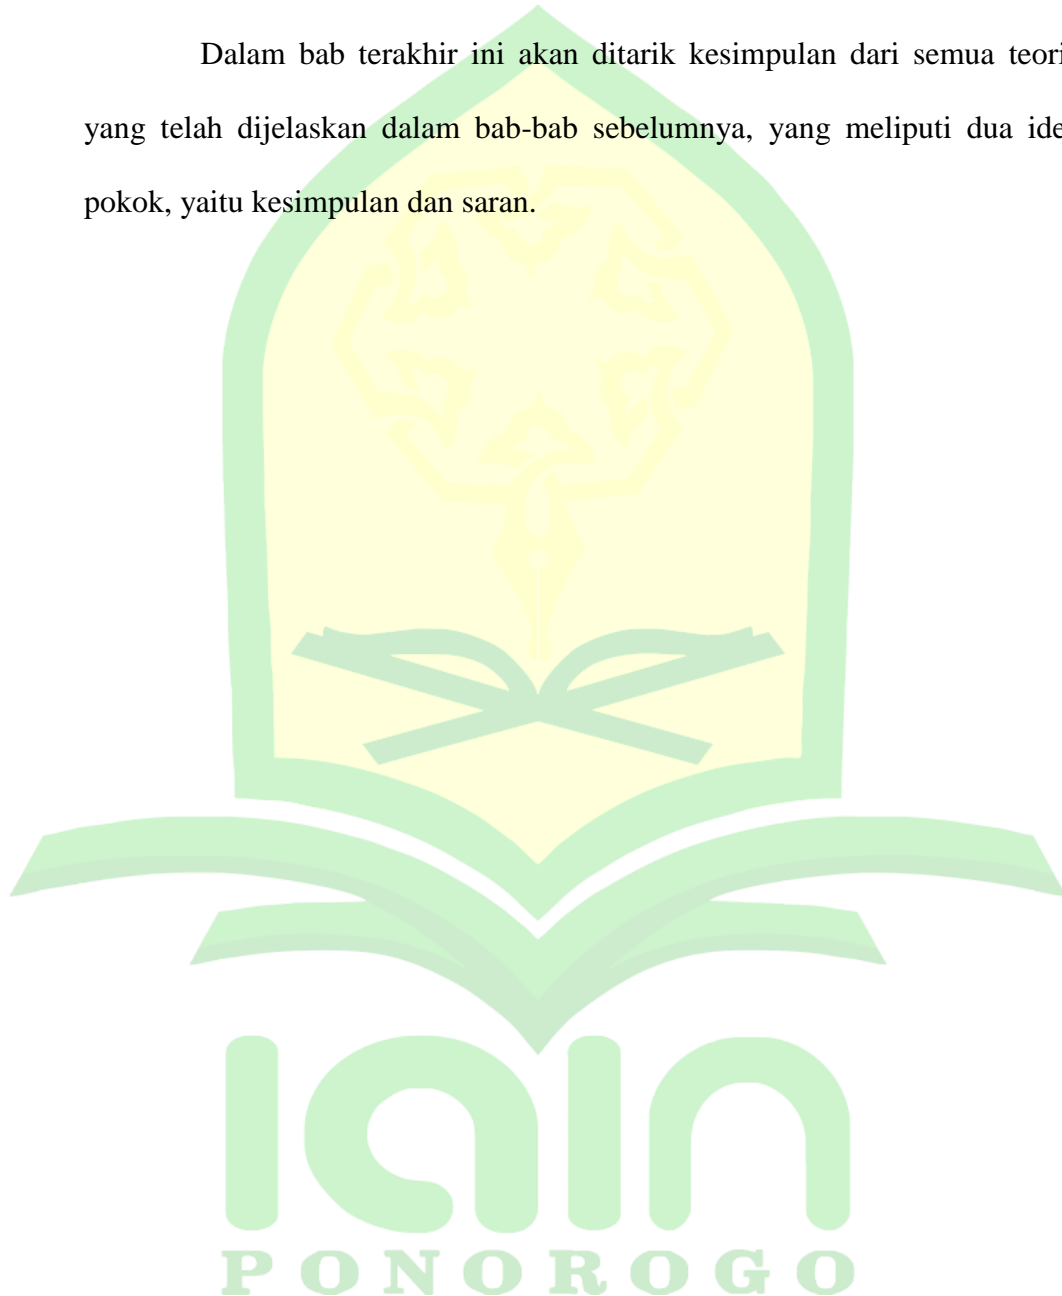 Dalam bab terakhir ini akan ditarik kesimpulan dari semua teori
yang telah dijelaskan dalam bab-bab sebelumnya, yang meliputi dua ide
pokok, yaitu kesimpulan dan saran.
IAIN
PONOROGO